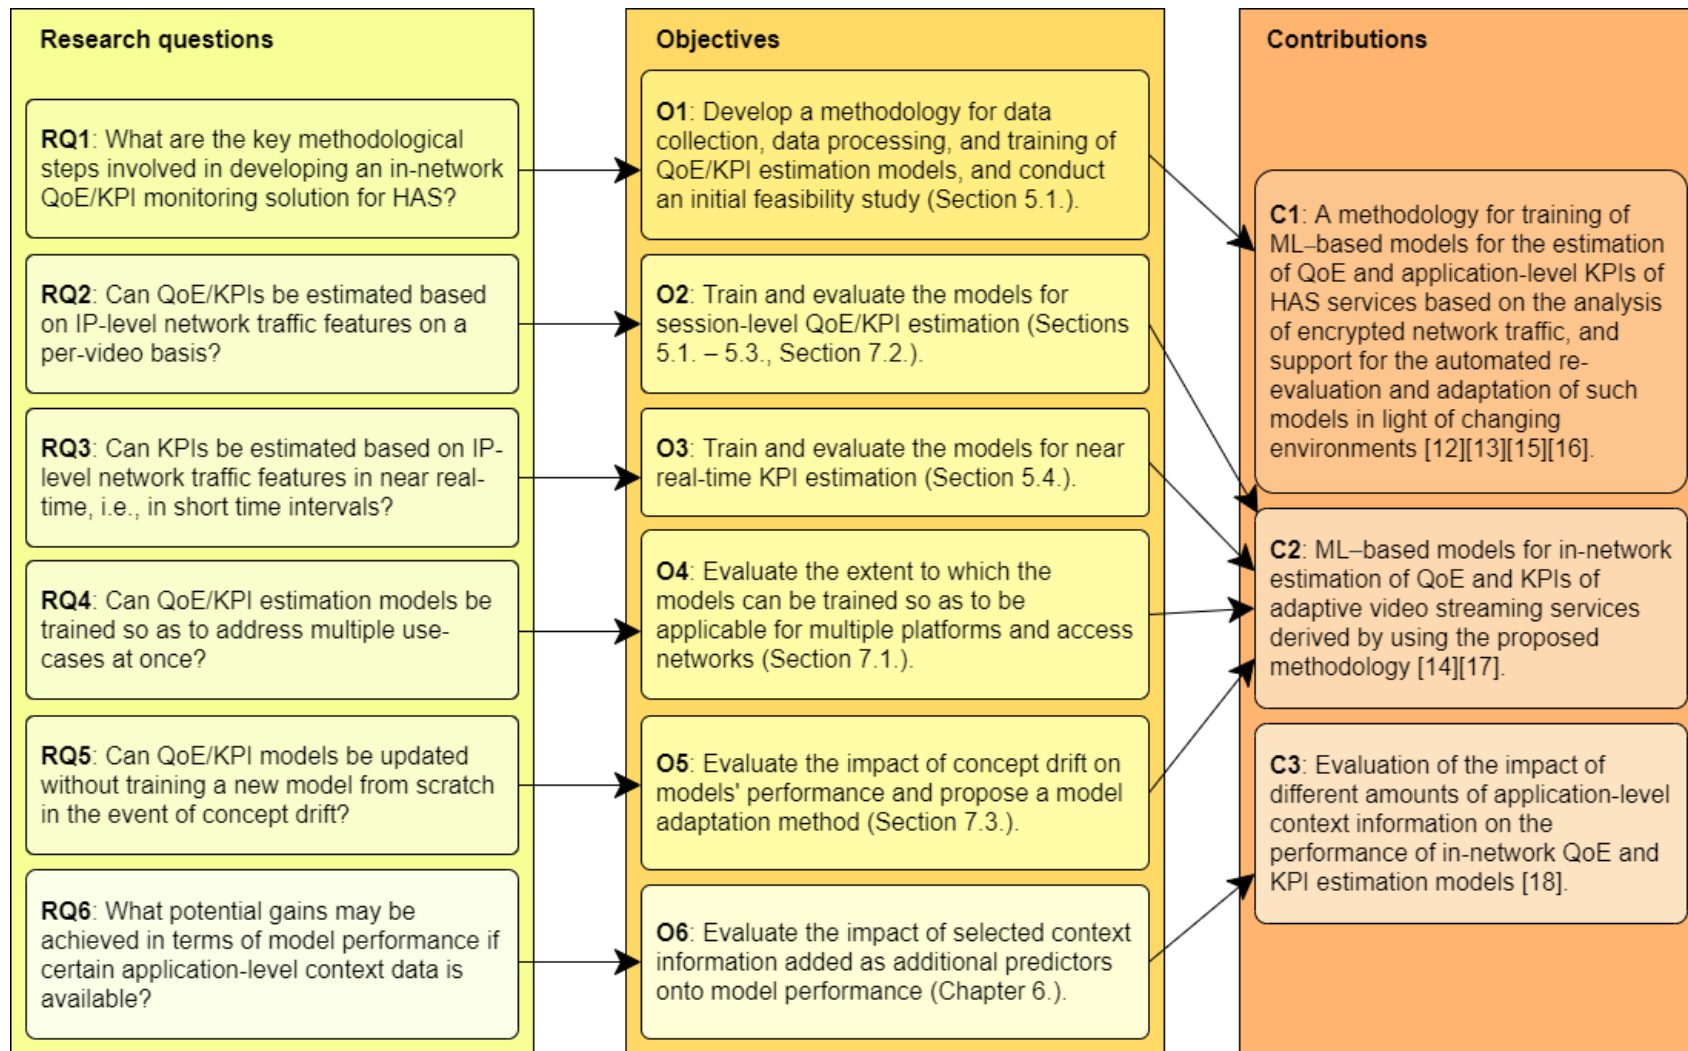 Research questions
RQ1: What are the key methodological
steps involved in developing an in-network
QoE/KPI monitoring solution for HAS?
RQ2: Can QoE/KPIs be estimated based
on IP-level network traffic features on a
per-video basis?
RQ3: Can KPIs be estimated based on IP-
level network traffic features in near real-
time, i.e., in short time intervals?
RQ4: Can QoE/KPI estimation models be
trained so as to address multiple use-
cases at once?
RQ5: Can QoE/KPI models be updated
without training a new model from scratch
in the event of concept drift?
RQ6: What potential gains may be
achieved in terms of model performance if
certain application-level context data is
available?
Objectives
O1: Develop a methodology for data
collection, data processing, and training of
QoE/KPI estimation models, and conduct
an initial feasibility study (Section 5.1.).
O2: Train and evaluate the models for
session-level QoE/KPI estimation (Sections
5.1. – 5.3., Section 7.2.).
O3: Train and evaluate the models for near
real-time KPI estimation (Section 5.4.).
O4: Evaluate the extent to which the
models can be trained so as to be
applicable for multiple platforms and access
networks (Section 7.1.).
O5: Evaluate the impact of concept drift on
models' performance and propose a model
adaptation method (Section 7.3.).
O6: Evaluate the impact of selected context
information added as additional predictors
onto model performance (Chapter 6.).
Contributions
C1: A methodology for training of
ML–based models for the estimation
of QoE and application-level KPIs of
HAS services based on the analysis
of encrypted network traffic, and
support for the automated re-
evaluation and adaptation of such
models in light of changing
environments [12][13][15][16].
C2: ML–based models for in-network
estimation of QoE and KPIs of
adaptive video streaming services
derived by using the proposed
methodology [14][17].
C3: Evaluation of the impact of
different amounts of application-level
context information on the
performance of in-network QoE and
KPI estimation models [18].